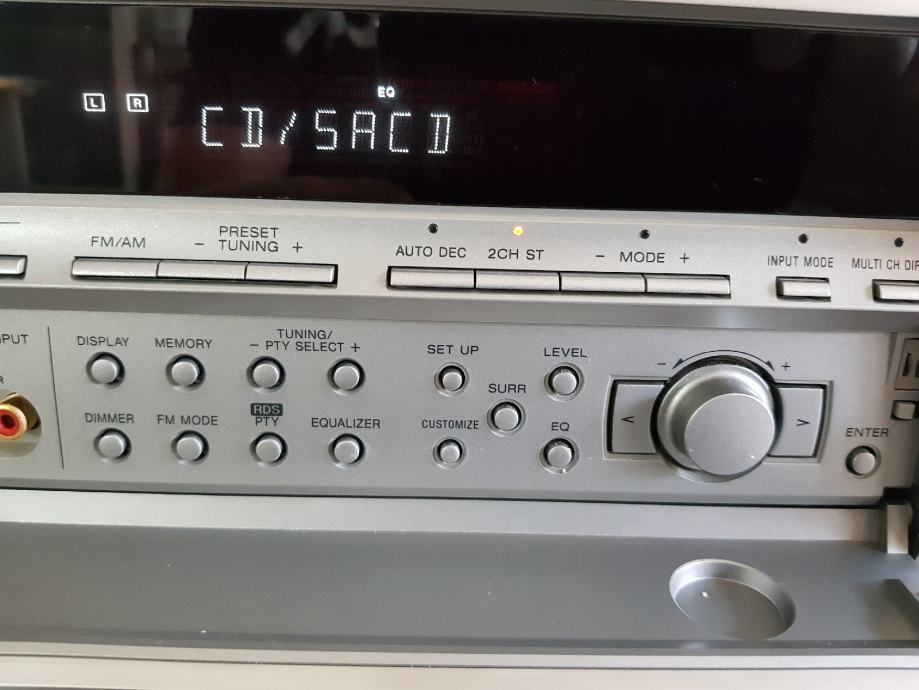 L R EQ
CD/SACD
FM/AM
PRESET
− TUNING +
AUTO DEC 2CH ST − MODE +
INPUT MODE MULTI CH
DISPLAY MEMORY
TUNING/
− PTY SELECT +
SET UP LEVEL
SURR
DIMMER FM MODE
RDS
PTY
EQUALIZER
CUSTOMIZE EQ
− +
< >
ENTER